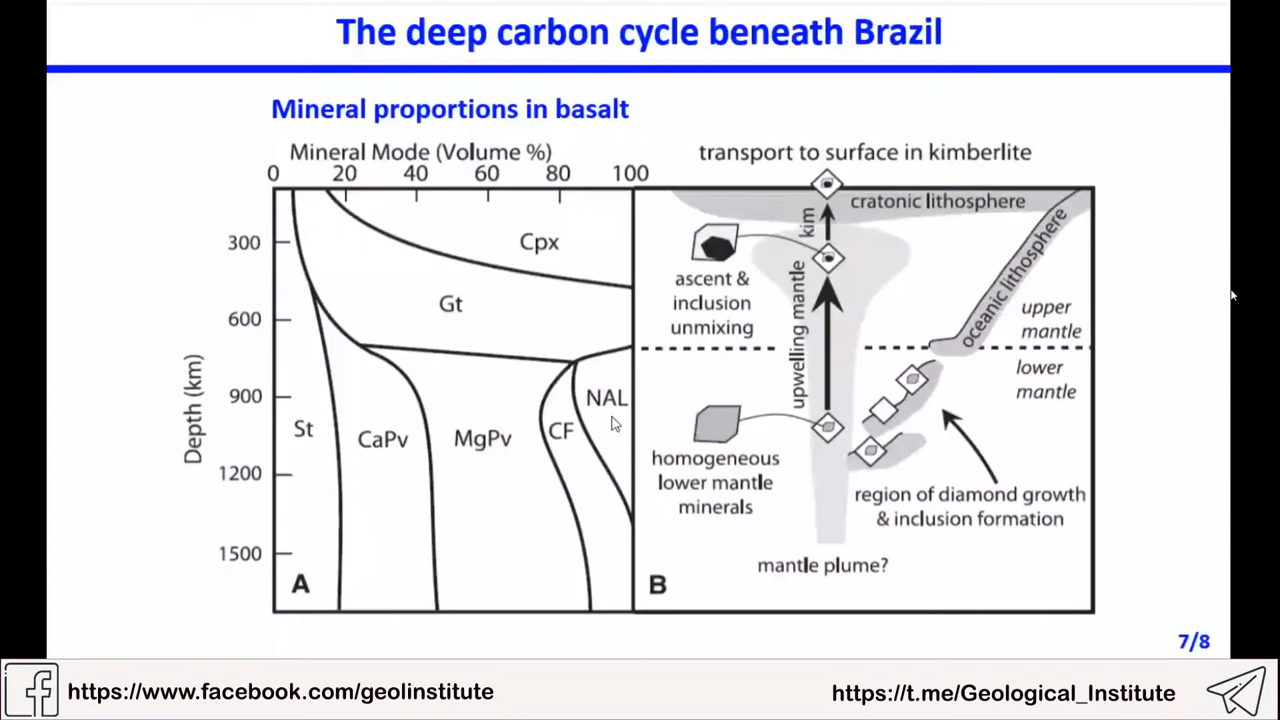 The deep carbon cycle beneath Brazil
Mineral proportions in basalt
Mineral Mode (Volume %)
0 20 40 60 80 100
Depth (km)
300
600
900
1200
1500
Cpx
Gt
St
CaPv
MgPv
CF
NAL
A
transport to surface in kimberlite
cratonic lithosphere
kim
oceanic lithosphere
ascent &
inclusion
unmixing
upwelling mantle
upper
mantle
lower
mantle
homogeneous
lower mantle
minerals
region of diamond growth
& inclusion formation
mantle plume?
B
7/8
https://www.facebook.com/geolinstitute
https://t.me/Geological_Institute